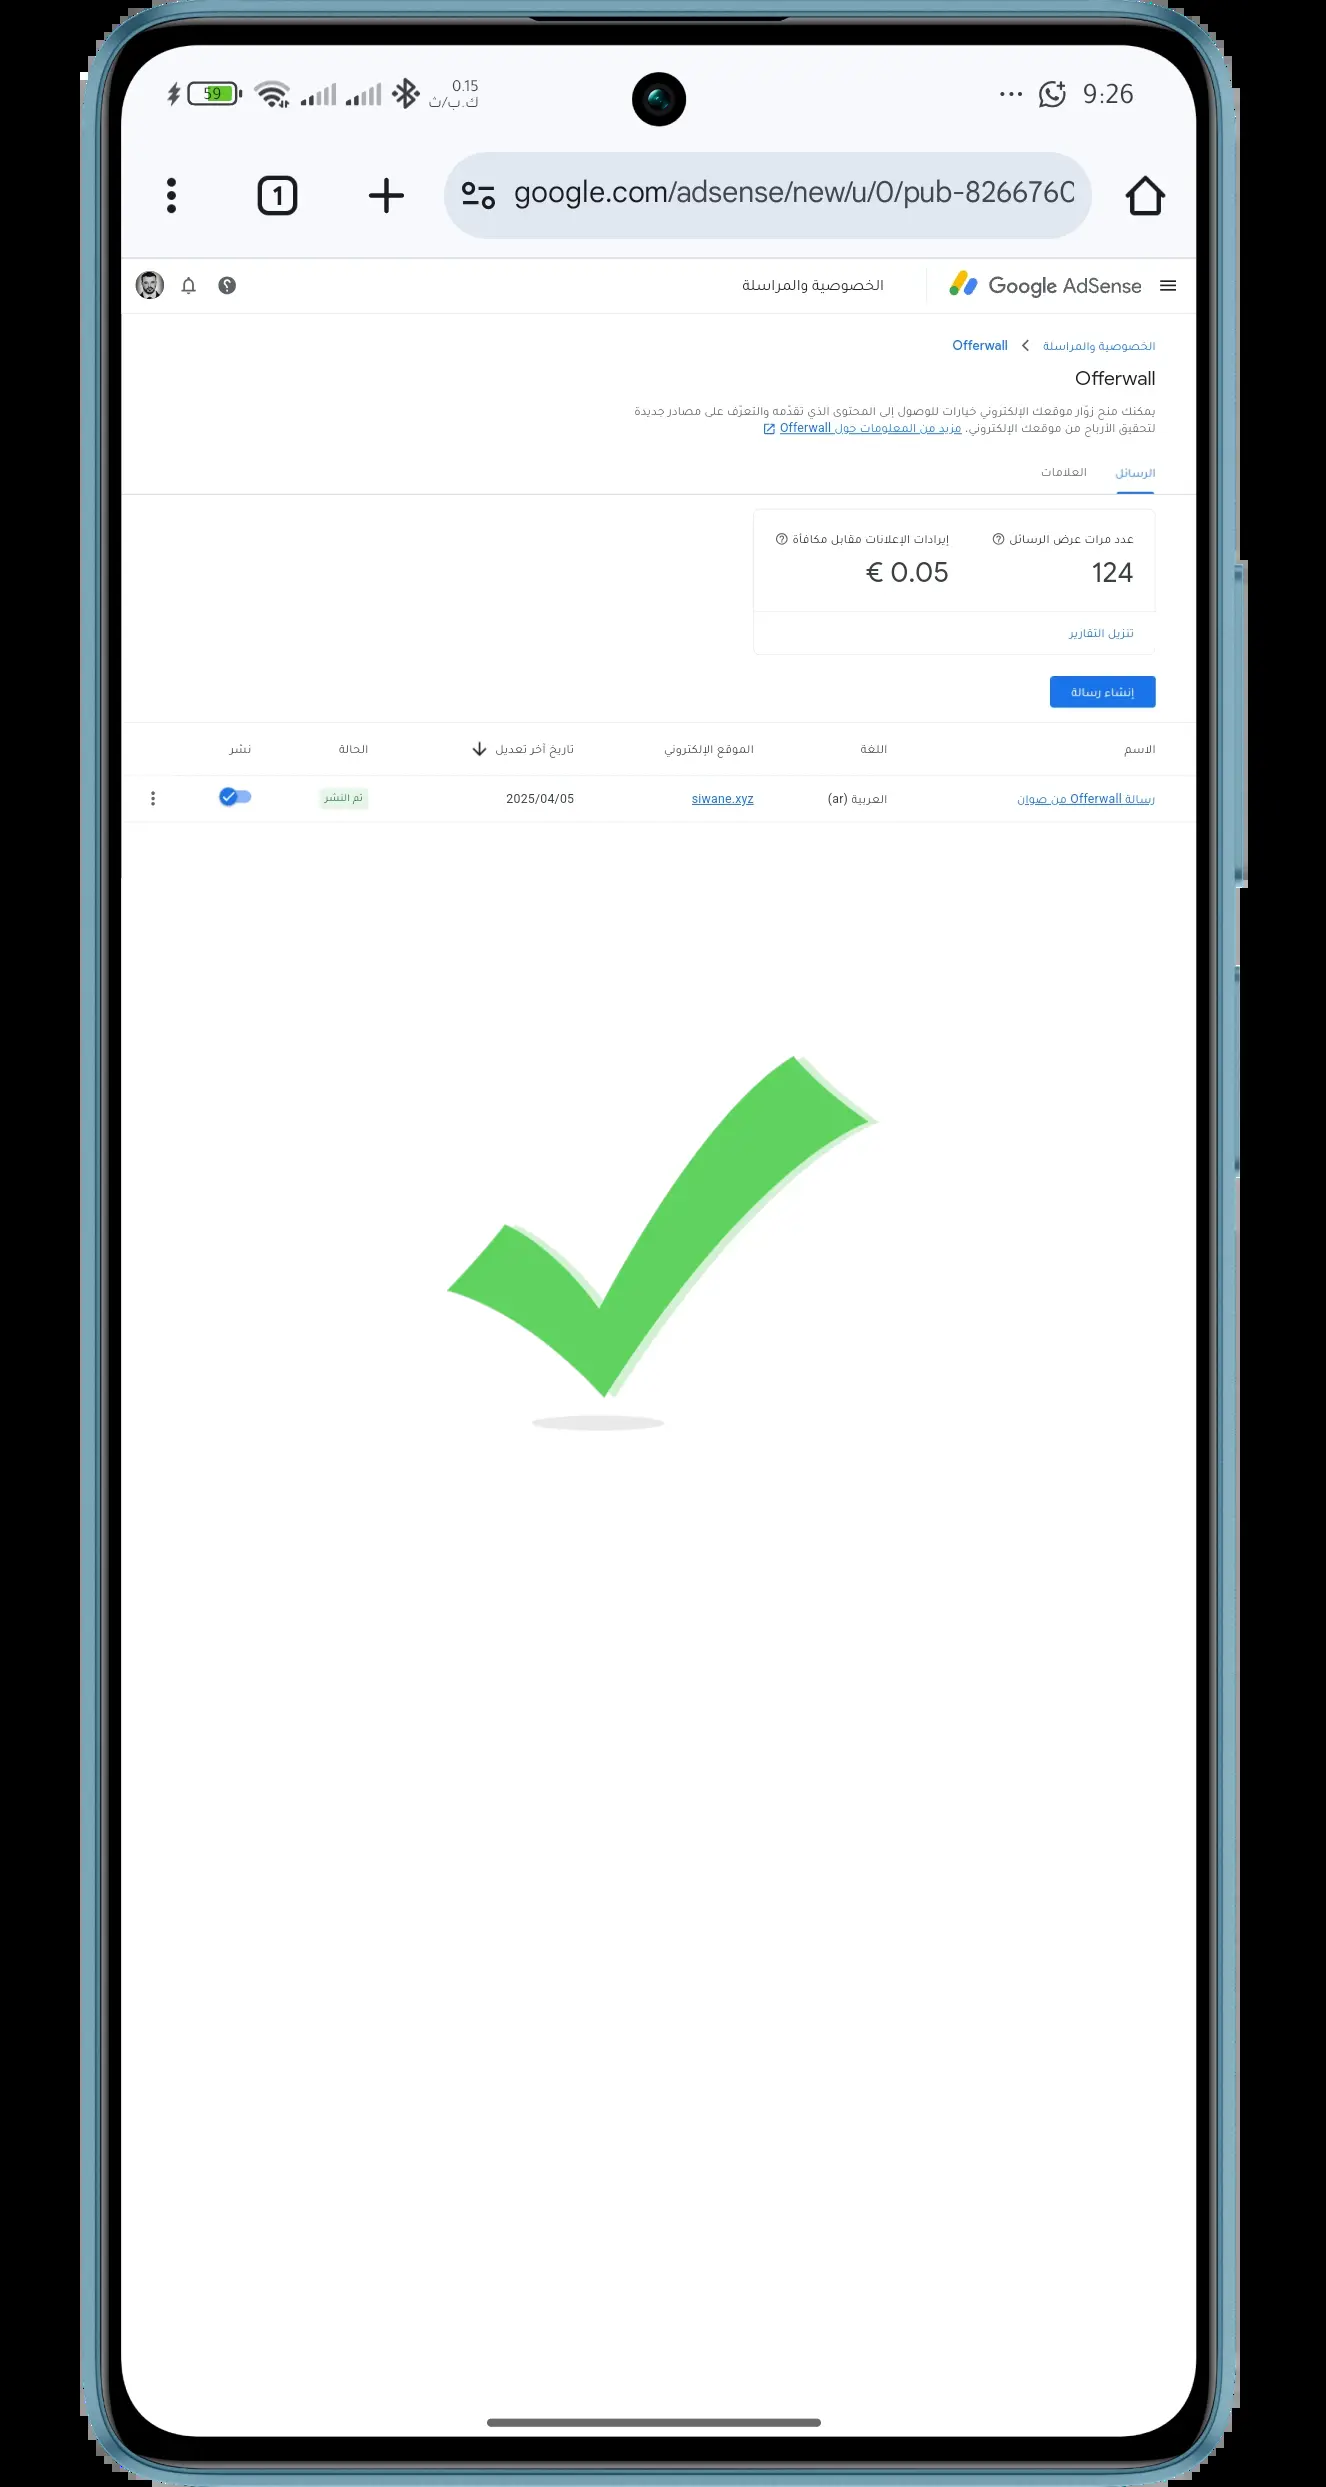 9:26
0.15
ك.ب/ث
59
google.com/adsense/new/u/0/pub-8266760
1
Google AdSense
الخصوصية والمراسلة
الخصوصية والمراسلة
Offerwall
Offerwall
يمكنك منح زوّار موقعك الإلكتروني خيارات للوصول إلى المحتوى الذي تقدّمه والتعرّف على مصادر جديدة
لتحقيق الأرباح من موقعك الإلكتروني. مزيد من المعلومات حول Offerwall
الرسائل
العلامات
عدد مرات عرض الرسائل
إيرادات الإعلانات مقابل مكافأة
124
€ 0.05
تنزيل التقارير
إنشاء رسالة
الاسم اللغة الموقع الإلكتروني تاريخ آخر تعديل الحالة نشر
رسالة Offerwall من صوان العربية (ar) siwane.xyz 2025/04/05 تم النشر